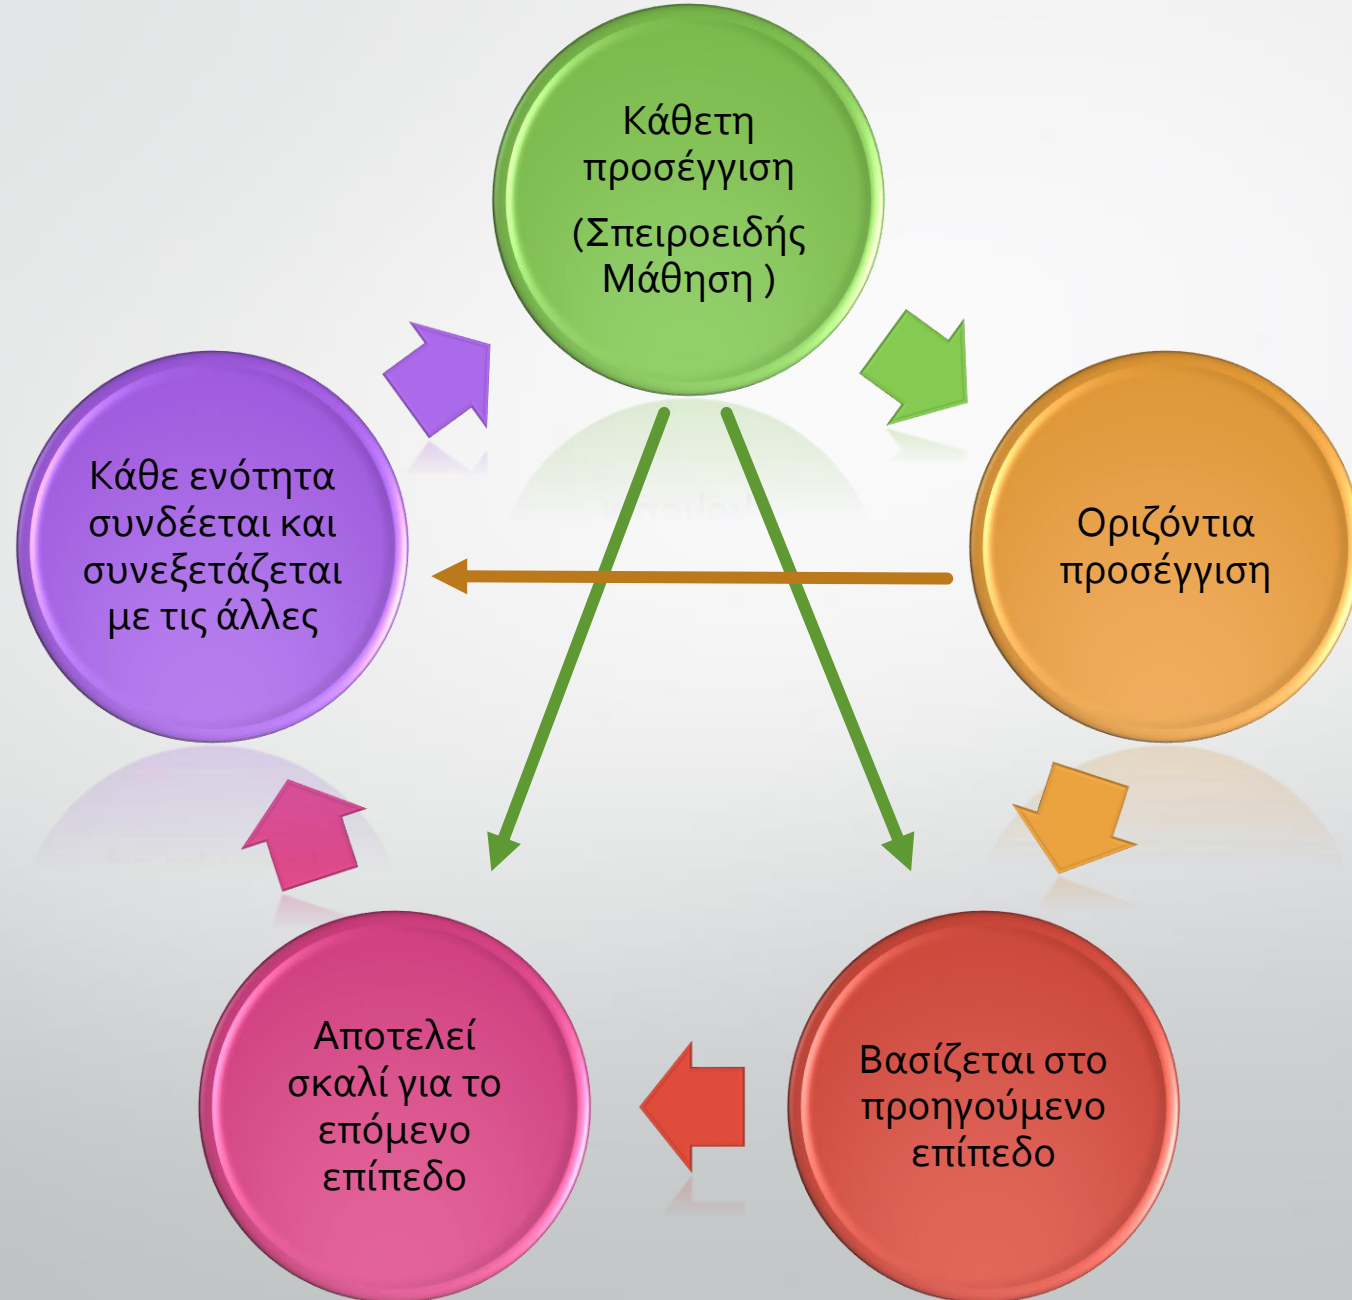 Κάθετη
προσέγγιση
(Σπειροειδής
Μάθηση )
Οριζόντια
προσέγγιση
Βασίζεται στο
προηγούμενο
επίπεδο
Αποτελεί
σκαλί για το
επόμενο
επίπεδο
Κάθε ενότητα
συνδέεται και
συνεξετάζεται
με τις άλλες